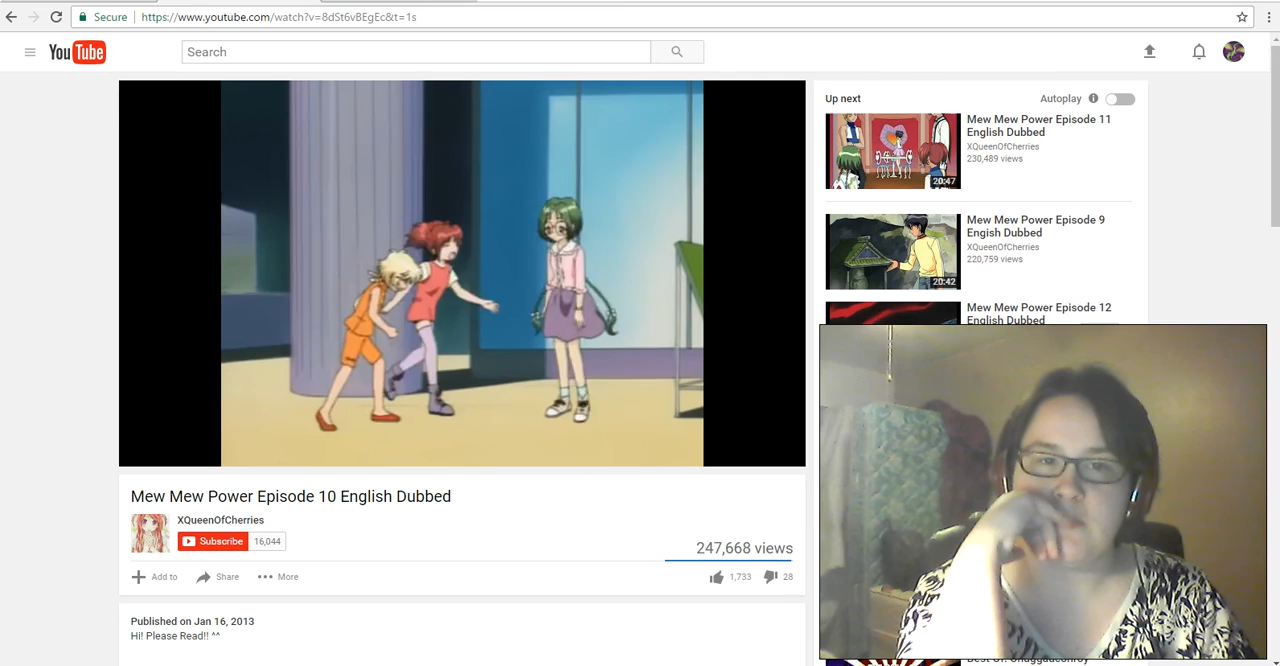 Secure https://www.youtube.com/watch?v=8dSt6vBEgEc&t=1s
YouTube
Search
Up next
Autoplay
Mew Mew Power Episode 11
English Dubbed
XQueenOfCherries
230,489 views
20:47
Mew Mew Power Episode 9
Engish Dubbed
XQueenOfCherries
220,759 views
20:42
Mew Mew Power Episode 12
English Dubbed
Mew Mew Power Episode 10 English Dubbed
XQueenOfCherries
Subscribe 16,044
247,668 views
Add to Share More
1,733 28
Published on Jan 16, 2013
Hi! Please Read!! ^^